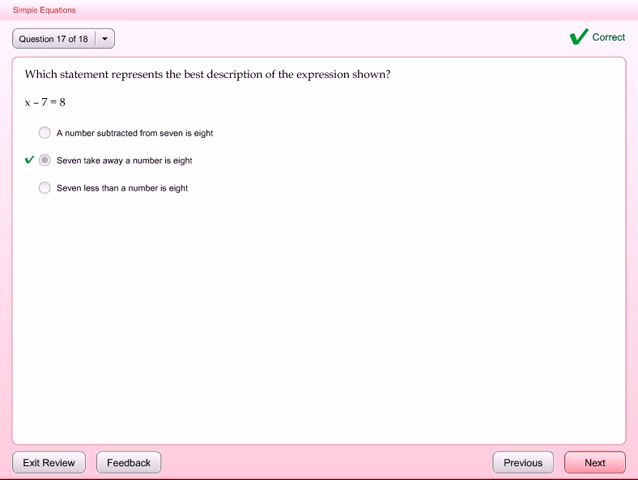 Simple Equations
Question 17 of 18
Correct
Which statement represents the best description of the expression shown?
x – 7 = 8
A number subtracted from seven is eight
Seven take away a number is eight
Seven less than a number is eight
Exit Review
Feedback
Previous
Next